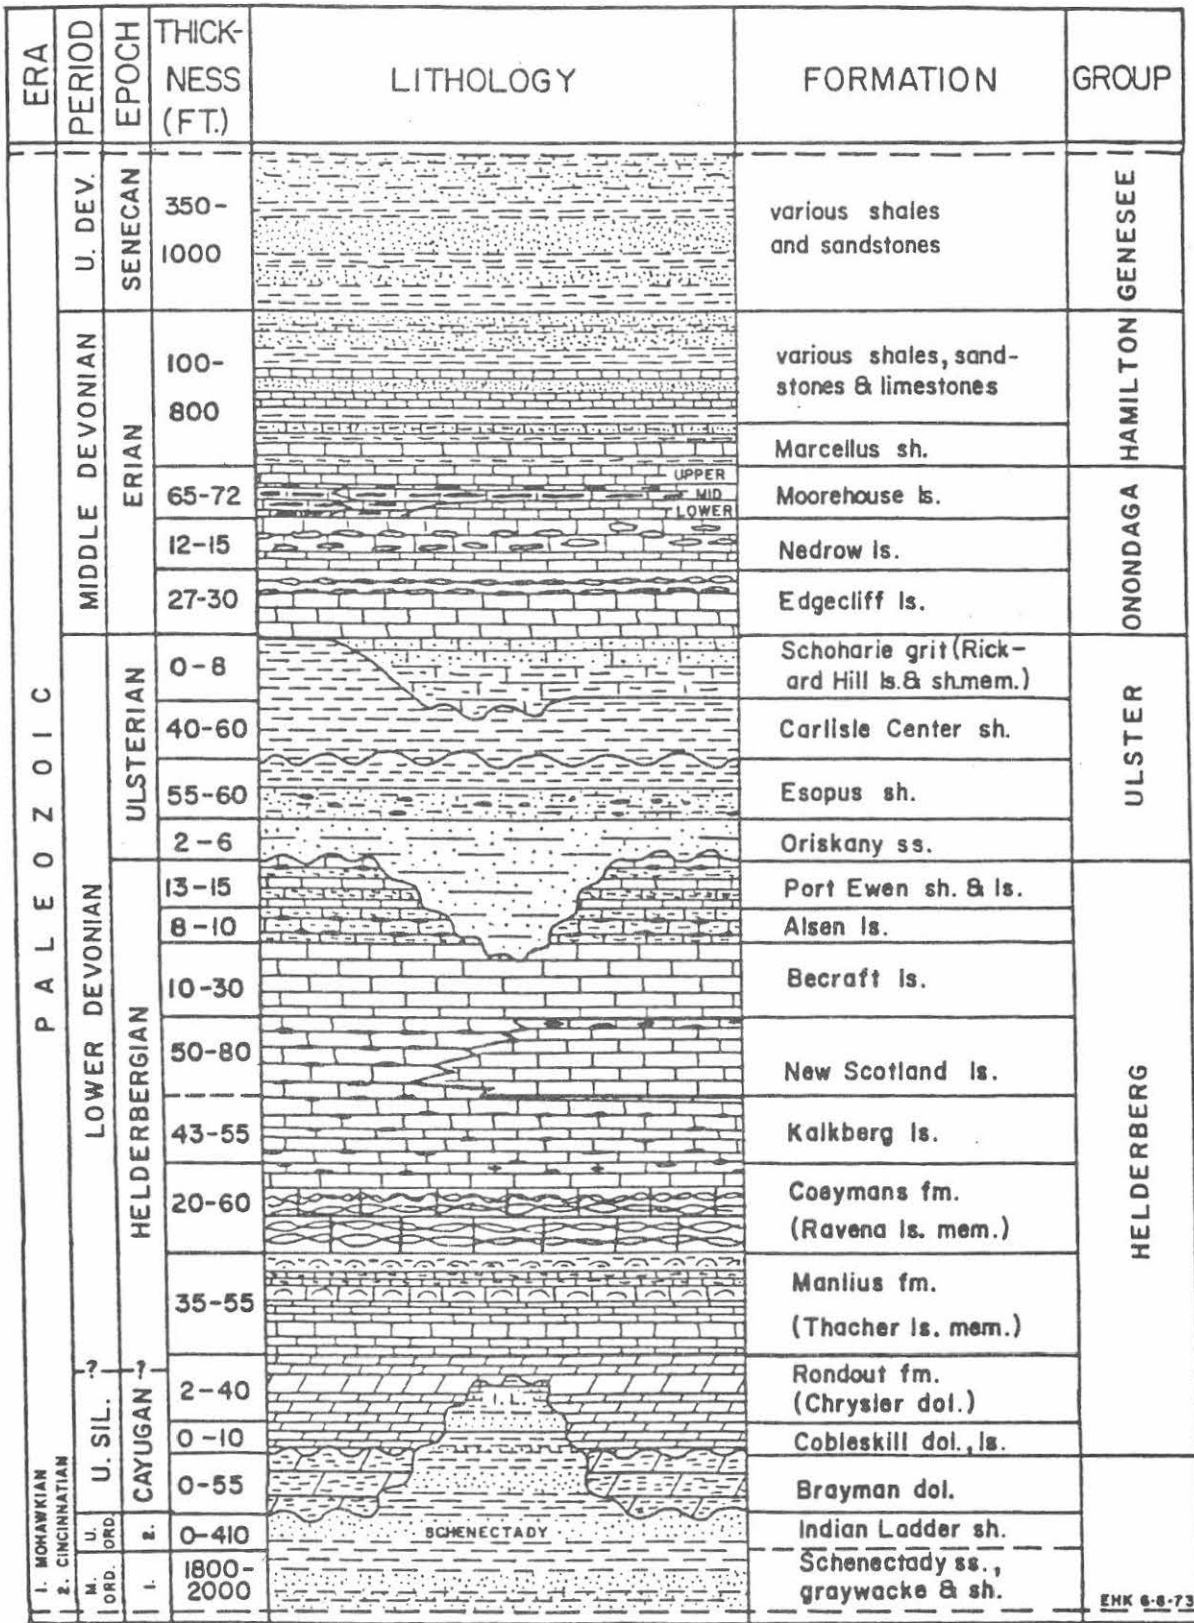 ERA
PERIOD
EPOCH
THICK-
NESS
(FT.)
LITHOLOGY
FORMATION
GROUP
PALEOZOIC
U. DEV.
SENECAN
350-
1000
various shales
and sandstones
GENESEE
MIDDLE DEVONIAN
ERIAN
100-
800
various shales, sand-
stones & limestones
HAMILTON
Marcellus sh.
65-72
UPPER
MID
LOWER
Moorehouse ls.
ONONDAGA
12-15
Nedrow ls.
27-30
Edgecliff ls.
LOWER DEVONIAN
ULSTERIAN
0-8
Schoharie grit (Rick-
ard Hill ls. & sh. mem.)
ULSTER
40-60
Carlisle Center sh.
55-60
Esopus sh.
2-6
Oriskany ss.
HELDERBERGIAN
13-15
Port Ewen sh. & ls.
HELDERBERG
8-10
Alsen ls.
10-30
Becraft ls.
50-80
New Scotland ls.
43-55
Kalkberg ls.
20-60
Coeymans fm.
(Ravena ls. mem.)
35-55
Manlius fm.
(Thacher ls. mem.)
?
?
U. SIL.
CAYUGAN
2-40
I.L.
Rondout fm.
(Chrysler dol.)
0-10
Cobleskill dol., ls.
0-55
Brayman dol.
1. MOHAWKIAN
2. CINCINNATIAN
U.
ORD.
2.
0-410
SCHENECTADY
Indian Ladder sh.
M.
ORD.
1.
1800-
2000
Schenectady ss.,
graywacke & sh.
EHK 6-8-73